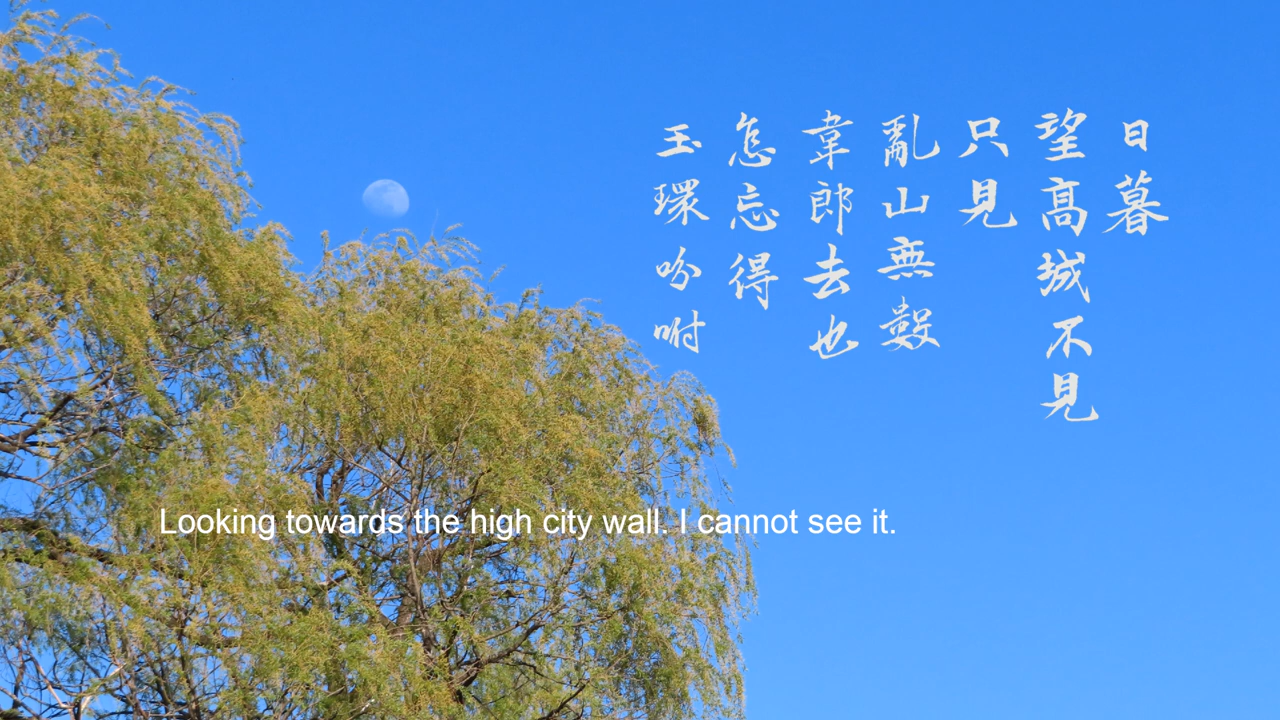 日暮
望高城不見
只見
亂山無數
韋郎去也
怎忘得
玉環吩咐
Looking towards the high city wall. I cannot see it.